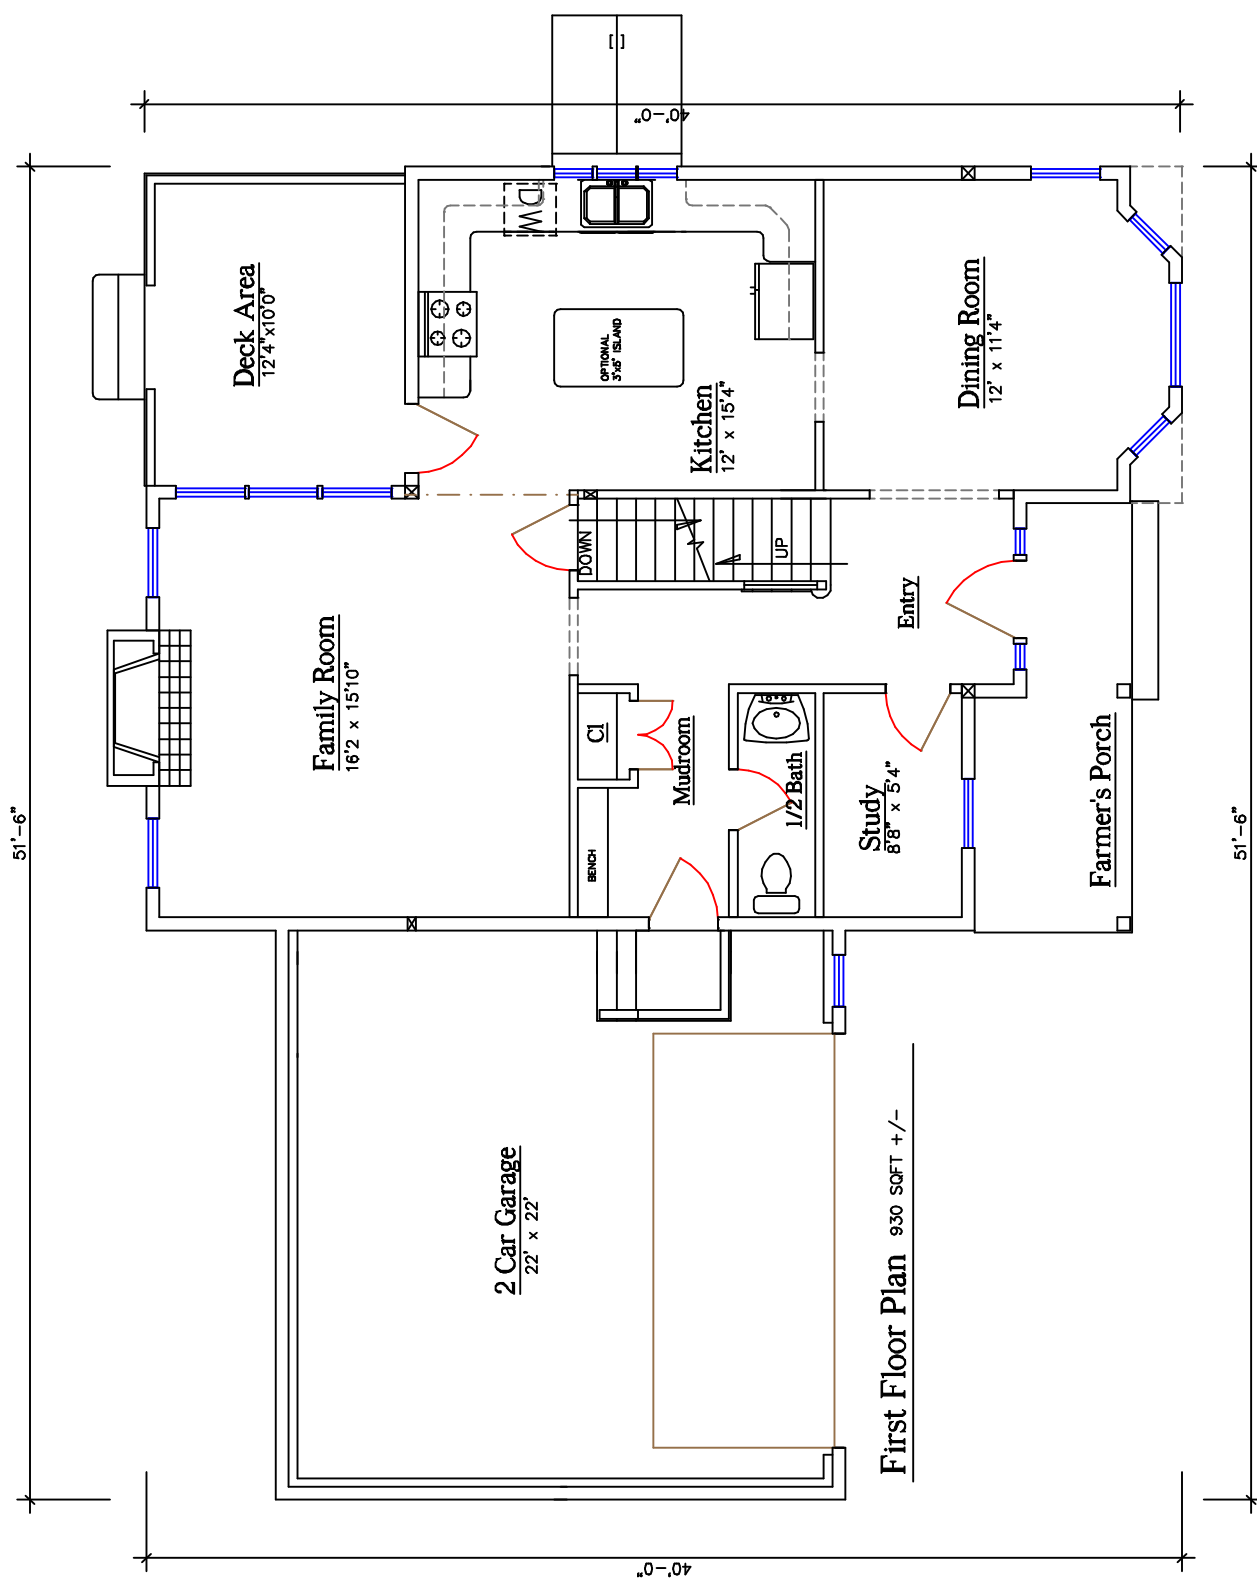 51'-6"
40'-0"
Deck Area
12'4"x10'0"
DW
OPTIONAL
3'x6' ISLAND
Kitchen
12' x 15'4"
Dining Room
12' x 11'4"
Family Room
16'2 x 15'10"
DOWN
UP
Entry
Cl
Mudroom
BENCH
1/2 Bath
Study
8'8" x 5'4"
Farmer's Porch
2 Car Garage
22' x 22'
First Floor Plan 930 SQFT +/-
40'-0"
51'-6"